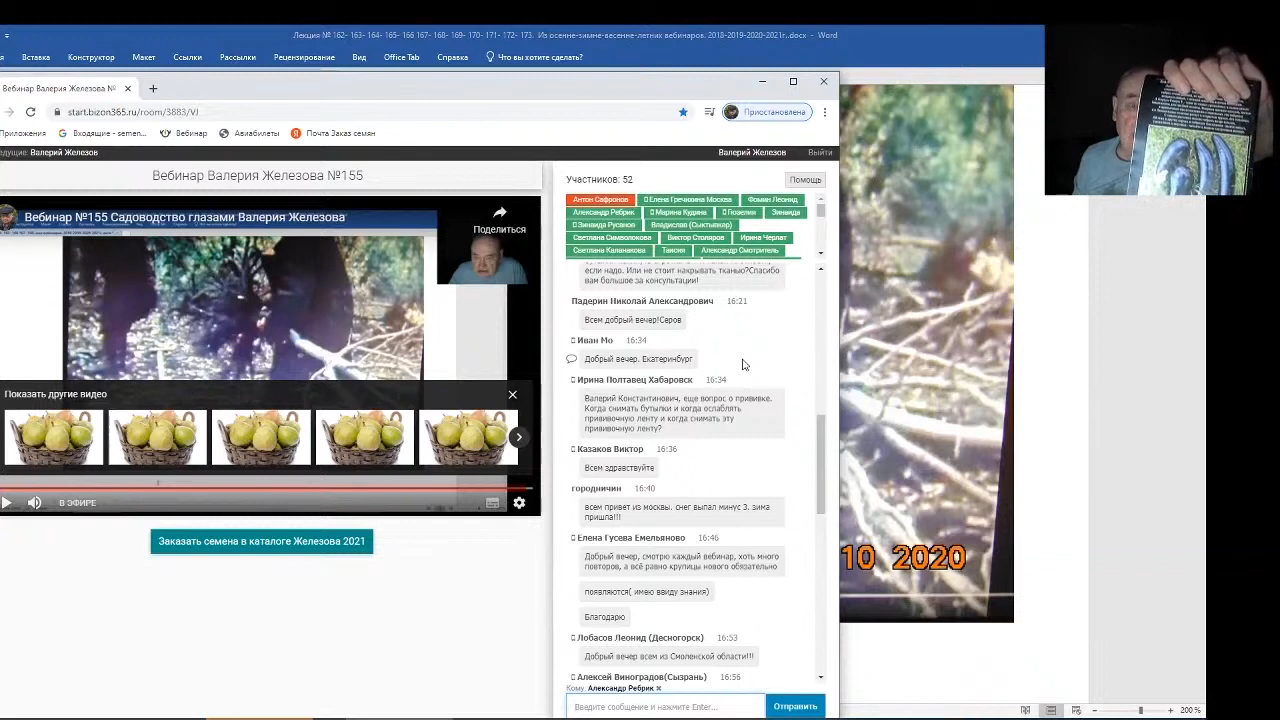 Лекция № 162- 163- 164- 165- 166 167- 168- 169- 170- 171- 172- 173. Из осенне-зимне-весенне-летних вебинаров, 2018-2019-2020-2021г..docx - Word
Вставка Конструктор Макет Ссылки Рассылки Рецензирование Вид Office Tab Справка Что вы хотите сделать?
Вебинар Валерия Железова №
start.bizon365.ru/room/3883/VJ
Приостановлена
Приложения Входящие - semen... Вебинар Авиабилеты Почта Заказ семян
едущие: Валерий Железов
Валерий Железов Выйти
Вебинар Валерия Железова №155
Вебинар №155 Садоводство глазами Валерия Железова
Поделиться
Показать другие видео
В ЭФИРЕ
Заказать семена в каталоге Железова 2021
Участников: 52
Помощь
Антон Сафронов Елена Гречихина Москва Фомин Леонид
Александр Ребрик Марина Кудина Гюзелия Зинаида
Зинаида Русанов Владислав (Сыктывкар)
Светлана Символокова Виктор Столяров Ирина Черлат
Светлана Каланакова Таисия Александр Смотритель
если надо. Или не стоит накрывать тканью?Спасибо
вам большое за консультации!
Падерин Николай Александрович 16:21
Всем добрый вечер!Серов
Иван Мо 16:34
Добрый вечер. Екатеринбург
Ирина Полтавец Хабаровск 16:34
Валерий Константинович, еще вопрос о прививке.
Когда снимать бутылки и когда ослаблять
прививочную ленту и когда снимать эту
прививочную ленту?
Казаков Виктор 16:36
Всем здравствуйте
городничин 16:40
всем привет из москвы. снег выпал минус 3. зима
пришла!!!
Елена Гусева Емельяново 16:46
Добрый вечер, смотрю каждый вебинар, хоть много
повторов, а всё равно крупицы нового обязательно
появляются( имею ввиду знания)
Благодарю
Лобасов Леонид (Десногорск) 16:53
Добрый вечер всем из Смоленской области!!!
Алексей Виноградов(Сызрань) 16:56
Кому: Александр Ребрик
Введите сообщение и нажмите Enter...
Отправить
10 2020
200 %